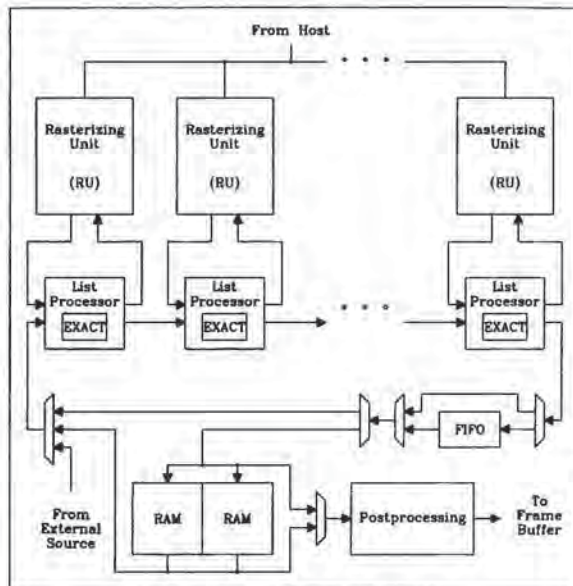 From Host
Rasterizing
Unit
(RU)
Rasterizing
Unit
(RU)
Rasterizing
Unit
(RU)
List
Processor
EXACT
List
Processor
EXACT
List
Processor
EXACT
FIFO
From
External
Source
RAM
RAM
Postprocessing
To
Frame
Buffer